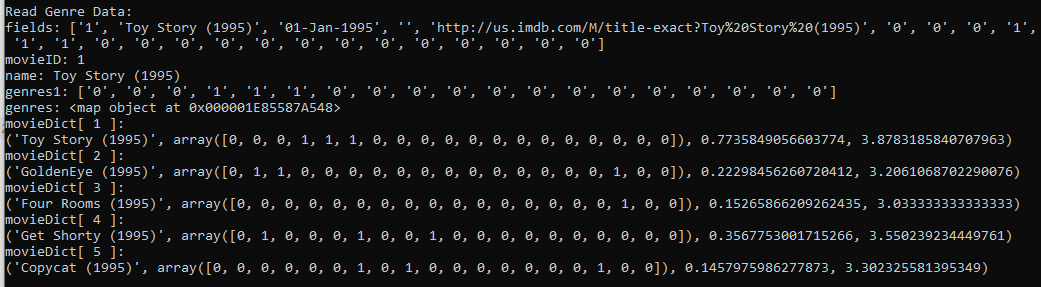 Read Genre Data:
fields: ['1', 'Toy Story (1995)', '01-Jan-1995', '', 'http://us.imdb.com/M/title-exact?Toy%20Story%20(1995)', '0', '0', '0', '1',
'1', '1', '0', '0', '0', '0', '0', '0', '0', '0', '0', '0', '0', '0', '0']
movieID: 1
name: Toy Story (1995)
genres1: ['0', '0', '0', '1', '1', '1', '0', '0', '0', '0', '0', '0', '0', '0', '0', '0', '0', '0', '0']
genres: <map object at 0x000001E85587A548>
movieDict[ 1 ]:
('Toy Story (1995)', array([0, 0, 0, 1, 1, 1, 0, 0, 0, 0, 0, 0, 0, 0, 0, 0, 0, 0, 0]), 0.7735849056603774, 3.8783185840707963)
movieDict[ 2 ]:
('GoldenEye (1995)', array([0, 1, 1, 0, 0, 0, 0, 0, 0, 0, 0, 0, 0, 0, 0, 0, 1, 0, 0]), 0.22298456260720412, 3.2061068702290076)
movieDict[ 3 ]:
('Four Rooms (1995)', array([0, 0, 0, 0, 0, 0, 0, 0, 0, 0, 0, 0, 0, 0, 0, 0, 1, 0, 0]), 0.15265866209262435, 3.033333333333333)
movieDict[ 4 ]:
('Get Shorty (1995)', array([0, 1, 0, 0, 0, 1, 0, 0, 1, 0, 0, 0, 0, 0, 0, 0, 0, 0, 0]), 0.3567753001715266, 3.550239234449761)
movieDict[ 5 ]:
('Copycat (1995)', array([0, 0, 0, 0, 0, 0, 1, 0, 1, 0, 0, 0, 0, 0, 0, 0, 1, 0, 0]), 0.1457975986277873, 3.302325581395349)